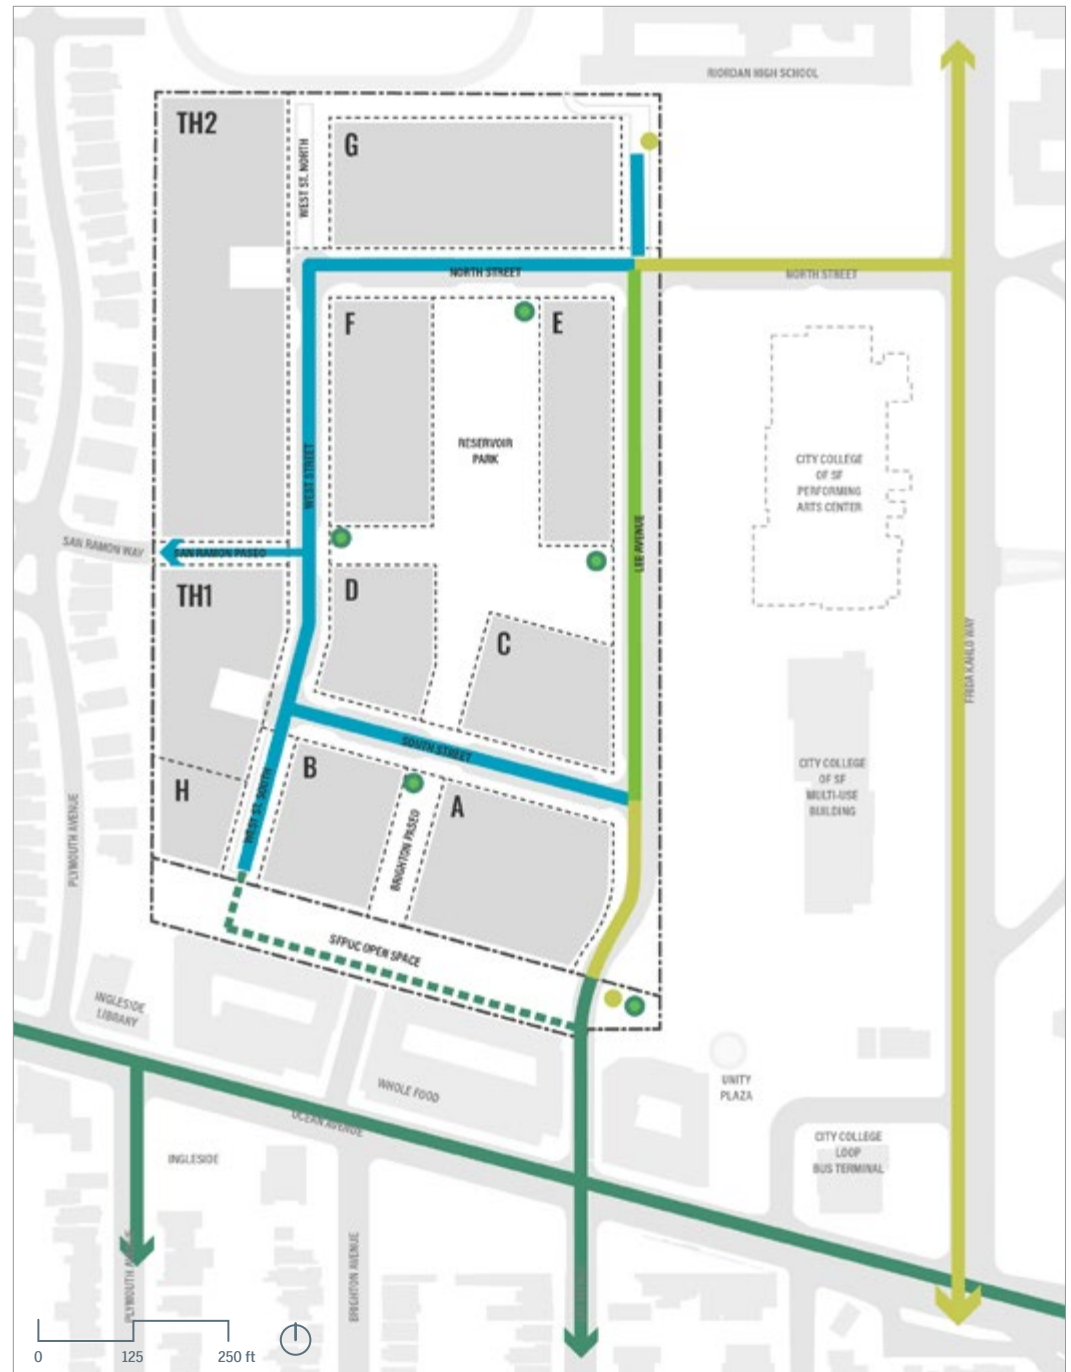 RIORDAN HIGH SCHOOL
TH2
G
WEST ST. NORTH
NORTH STREET
NORTH STREET
F
E
RESERVOIR
PARK
CITY COLLEGE
OF SF
PERFORMING
ARTS CENTER
WEST STREET
LEE AVENUE
SAN RAMON WAY
SAN RAMON PASEO
TH1
D
C
FRIDA KAHLO WAY
SOUTH STREET
B
H
A
WEST ST. SOUTH
BRIGHTON PASEO
CITY COLLEGE
OF SF
MULTI-USE
BUILDING
PLYMOUTH AVENUE
SFPUC OPEN SPACE
INGLESIDE
LIBRARY
WHOLE FOOD
UNITY
PLAZA
OCEAN AVENUE
CITY COLLEGE
LOOP
BUS TERMINAL
INGLESIDE
PLYMOUTH
BRIGHTON AVENUE
0 125 250 ft